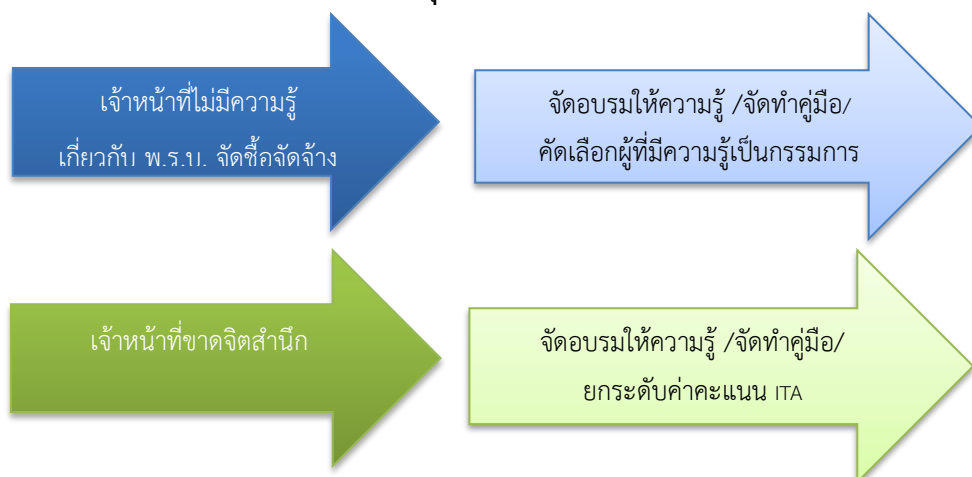 เจ้าหน้าที่ไม่มีความรู้
เกี่ยวกับ พ.ร.บ. จัดซื้อจัดจ้าง
จัดอบรมให้ความรู้ /จัดทำคู่มือ/
คัดเลือกผู้ที่มีความรู้เป็นกรรมการ
เจ้าหน้าที่ขาดจิตสำนึก
จัดอบรมให้ความรู้ /จัดทำคู่มือ/
ยกระดับค่าคะแนน ITA